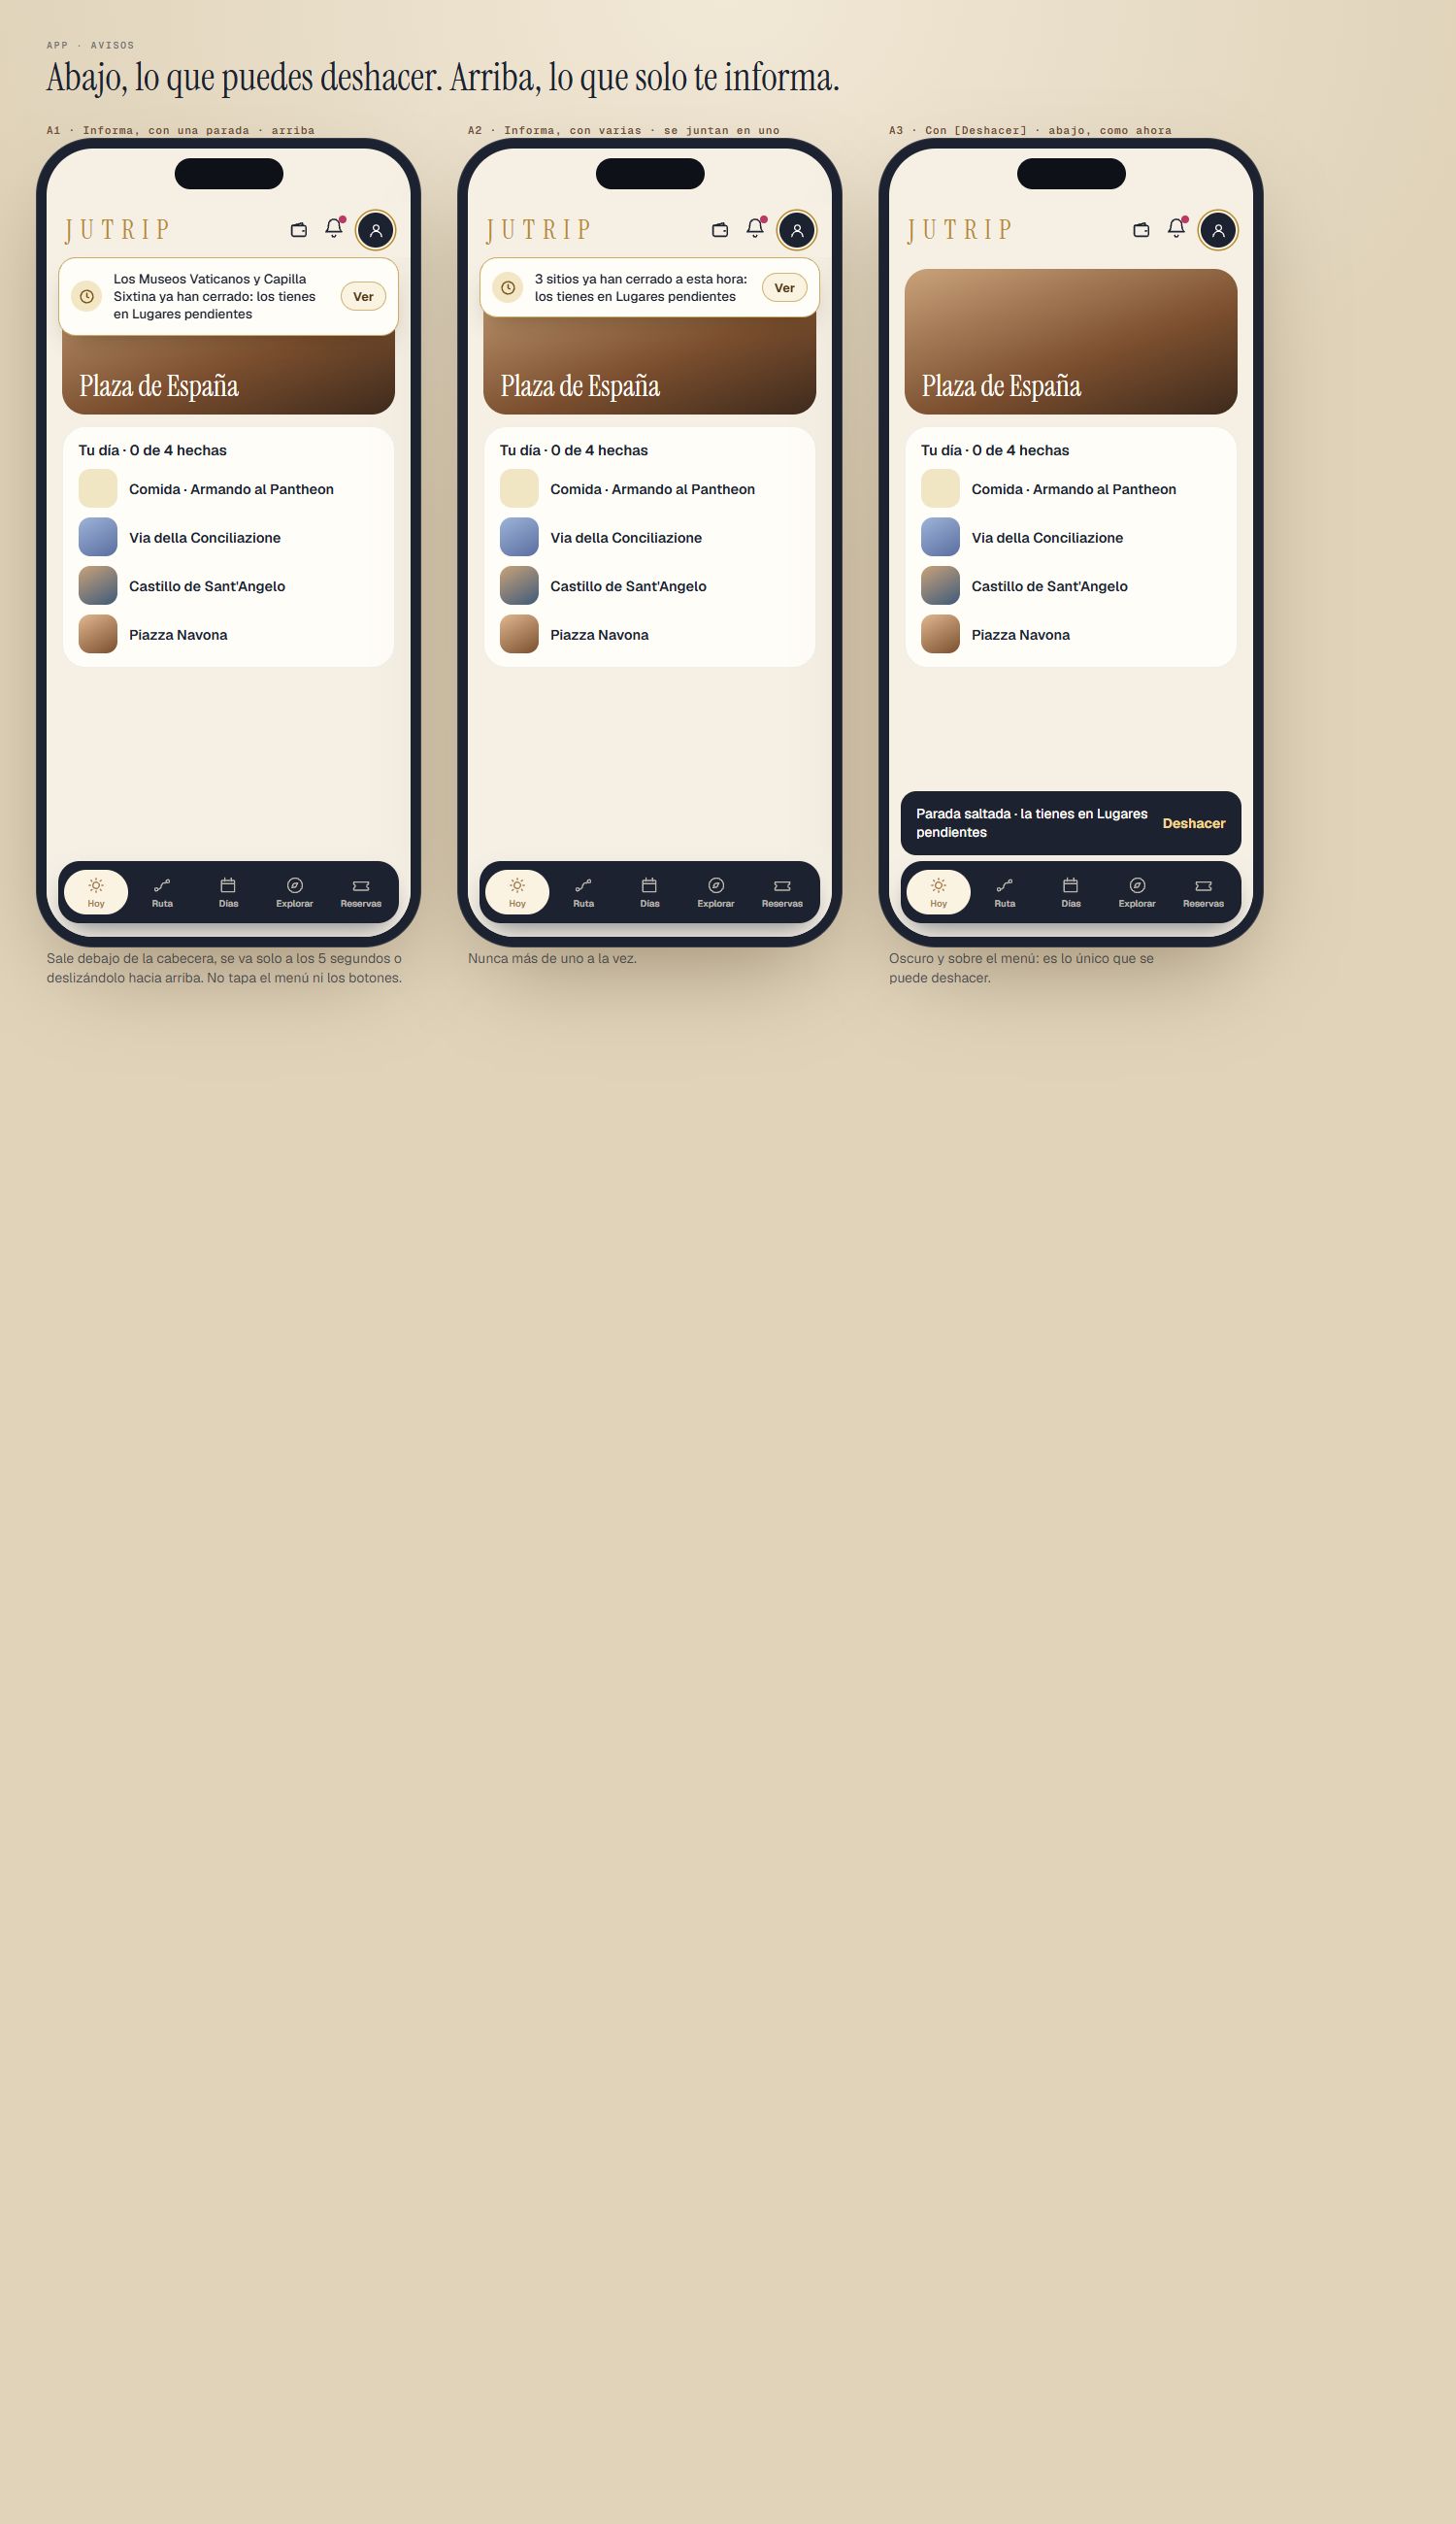 APP · AVISOS
Abajo, lo que puedes deshacer. Arriba, lo que solo te informa.
A1 · Informa, con una parada · arriba
JUTRIP
Los Museos Vaticanos y Capilla
Sixtina ya han cerrado: los tienes
en Lugares pendientes
Ver
Plaza de España
Tu día · 0 de 4 hechas
Comida · Armando al Pantheon
Via della Conciliazione
Castillo de Sant'Angelo
Piazza Navona
Hoy
Ruta
Días
Explorar
Reservas
Sale debajo de la cabecera, se va solo a los 5 segundos o
deslizándolo hacia arriba. No tapa el menú ni los botones.
A2 · Informa, con varias · se juntan en uno
JUTRIP
3 sitios ya han cerrado a esta hora:
los tienes en Lugares pendientes
Ver
Plaza de España
Tu día · 0 de 4 hechas
Comida · Armando al Pantheon
Via della Conciliazione
Castillo de Sant'Angelo
Piazza Navona
Hoy
Ruta
Días
Explorar
Reservas
Nunca más de uno a la vez.
A3 · Con [Deshacer] · abajo, como ahora
JUTRIP
Plaza de España
Tu día · 0 de 4 hechas
Comida · Armando al Pantheon
Via della Conciliazione
Castillo de Sant'Angelo
Piazza Navona
Parada saltada · la tienes en Lugares
pendientes
Deshacer
Hoy
Ruta
Días
Explorar
Reservas
Oscuro y sobre el menú: es lo único que se
puede deshacer.